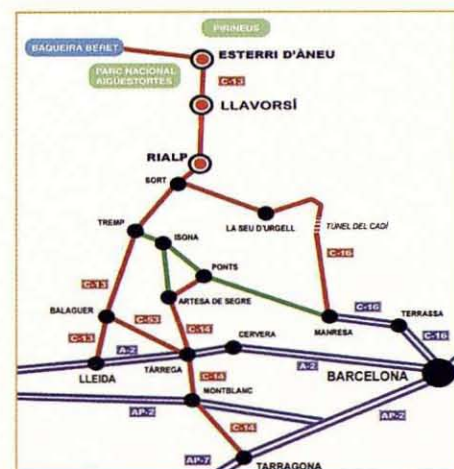 PIRINEUS
BAQUEIRA BERET
ESTERRI D'ÀNEU
PARC NACIONAL
AIGÜESTORTES
C-13
LLAVORSÍ
RIALP
SORT
TREMP
ISONA
LA SEU D'URGELL
TÚNEL DEL CADÍ
PONTS
C-16
C-13
ARTESA DE SEGRE
BALAGUER
C-53
C-14
MANRESA
C-16
TERRASSA
C-16
C-13
A-2
CERVERA
LLEIDA
TÀRREGA
A-2
BARCELONA
C-14
MONTBLANC
AP-2
C-14
AP-2
AP-7
TARRAGONA